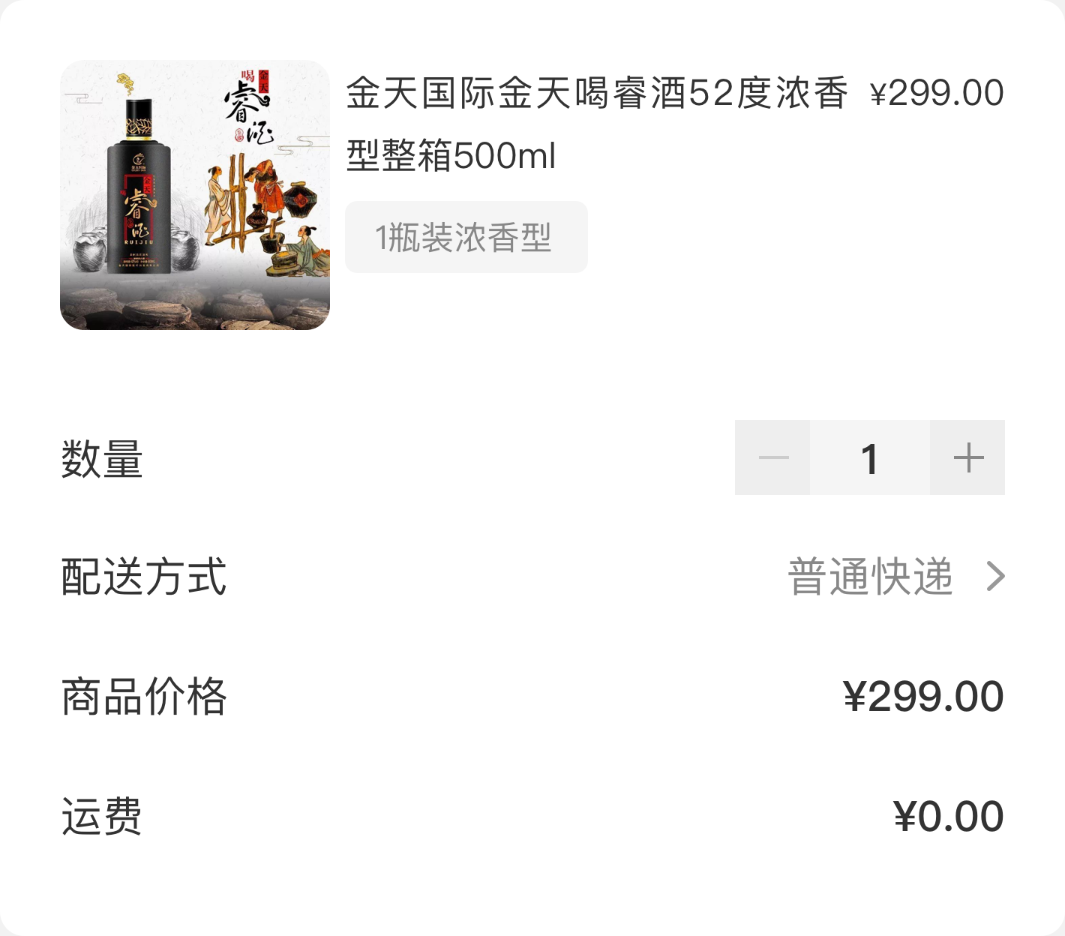 喝
金天
睿酒
睿酒
RUIJIU
金天国际金天喝睿酒52度浓香
¥299.00
型整箱500ml
1瓶装浓香型
数量
1
配送方式
普通快递
商品价格
¥299.00
运费
¥0.00